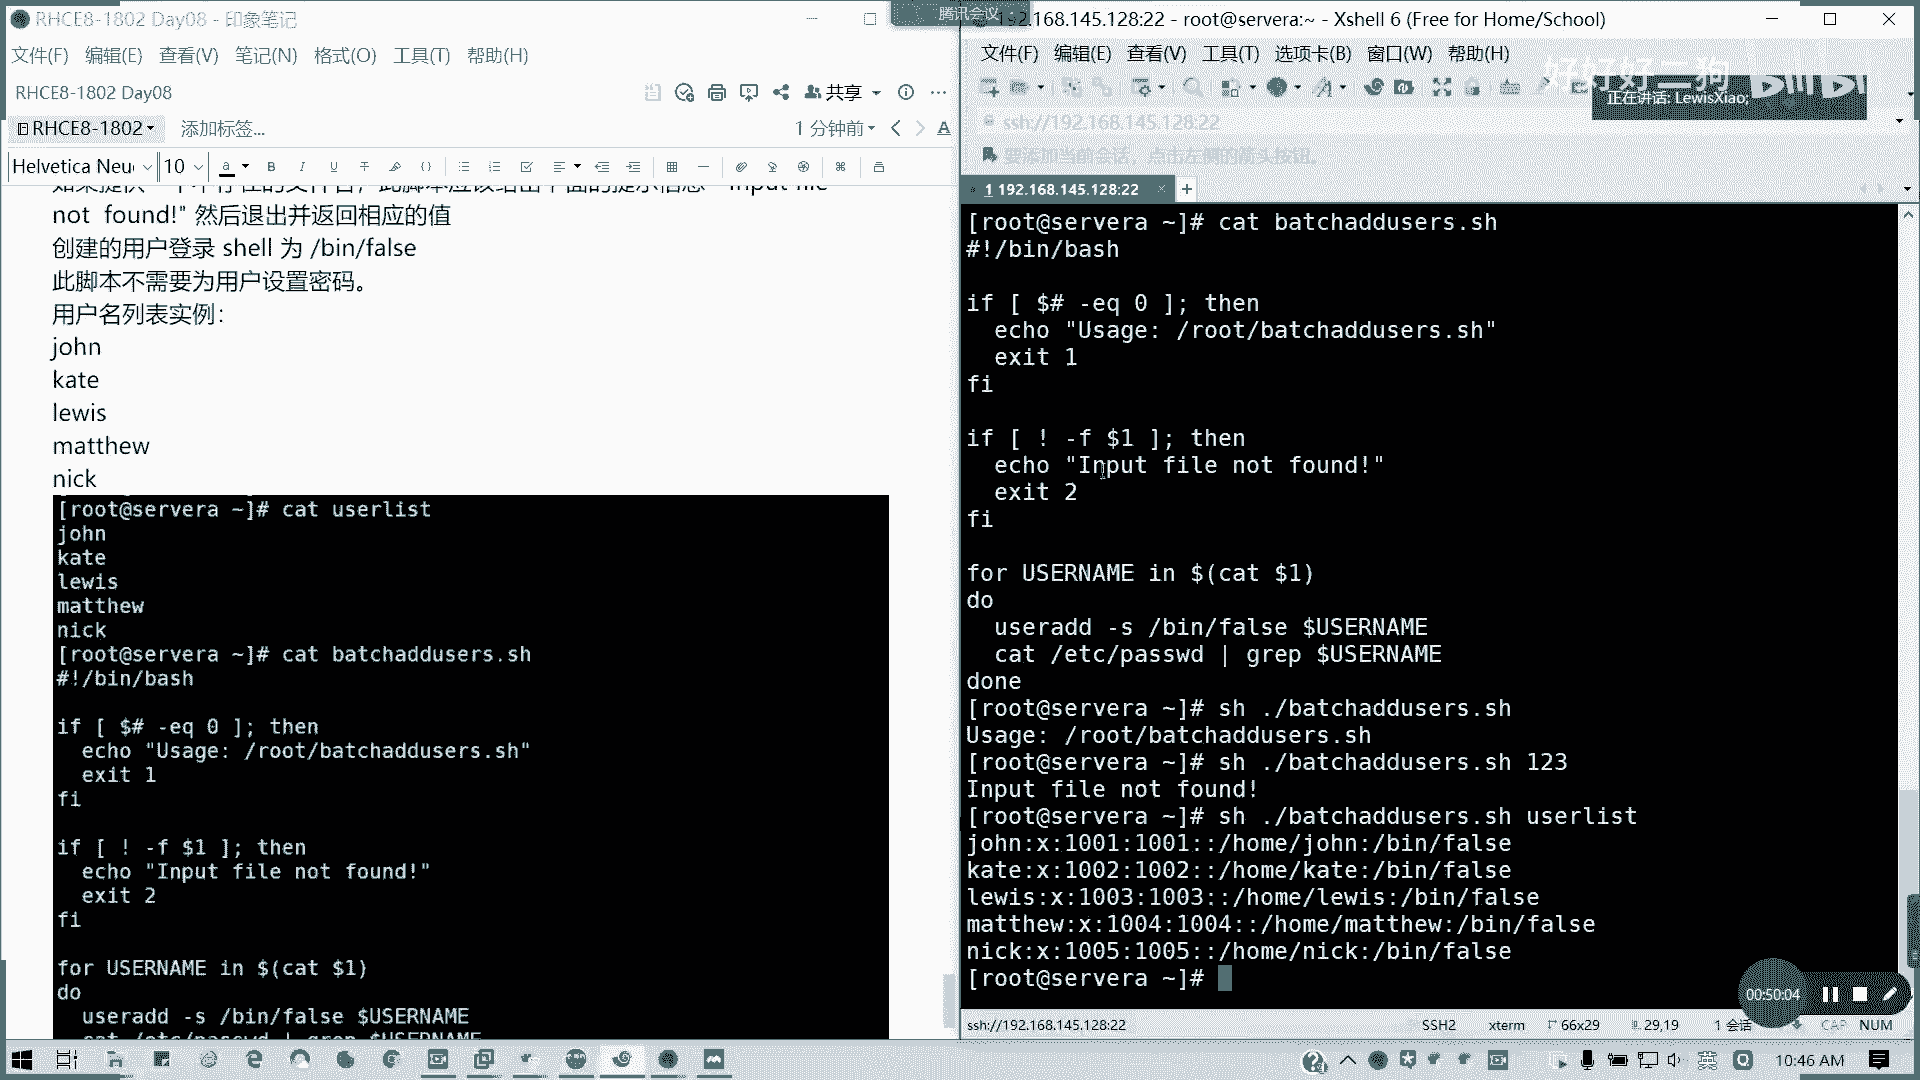 RHCE8-1802 Day08 - 印象笔记
文件(F) 编辑(E) 查看(V) 笔记(N) 格式(O) 工具(T) 帮助(H)
RHCE8-1802 Day08
共享
RHCE8-1802
添加标签...
1 分钟前
Helvetica Neu
10
not found!" 然后退出并返回相应的值
创建的用户登录 shell 为 /bin/false
此脚本不需要为用户设置密码。
用户名列表实例：
john
kate
lewis
matthew
nick
[root@servera ~]# cat userlist
john
kate
lewis
matthew
nick
[root@servera ~]# cat batchaddusers.sh
#!/bin/bash
if [ $# -eq 0 ]; then
echo "Usage: /root/batchaddusers.sh"
exit 1
fi
if [ ! -f $1 ]; then
echo "Input file not found!"
exit 2
fi
for USERNAME in $(cat $1)
do
useradd -s /bin/false $USERNAME
腾讯会议
192.168.145.128:22 - root@servera:~ - Xshell 6 (Free for Home/School)
文件(F) 编辑(E) 查看(V) 工具(T) 选项卡(B) 窗口(W) 帮助(H)
好好好二狗
正在讲话: LewisXiao;
ssh://192.168.145.128:22
要添加当前会话，点击左侧的箭头按钮。
1 192.168.145.128:22
[root@servera ~]# cat batchaddusers.sh
#!/bin/bash
if [ $# -eq 0 ]; then
echo "Usage: /root/batchaddusers.sh"
exit 1
fi
if [ ! -f $1 ]; then
echo "Input file not found!"
exit 2
fi
for USERNAME in $(cat $1)
do
useradd -s /bin/false $USERNAME
cat /etc/passwd | grep $USERNAME
done
[root@servera ~]# sh ./batchaddusers.sh
Usage: /root/batchaddusers.sh
[root@servera ~]# sh ./batchaddusers.sh 123
Input file not found!
[root@servera ~]# sh ./batchaddusers.sh userlist
john:x:1001:1001::/home/john:/bin/false
kate:x:1002:1002::/home/kate:/bin/false
lewis:x:1003:1003::/home/lewis:/bin/false
matthew:x:1004:1004::/home/matthew:/bin/false
nick:x:1005:1005::/home/nick:/bin/false
[root@servera ~]#
00:50:04
ssh://192.168.145.128:22
SSH2
xterm
66x29
29,19
1 会话
CAP NUM
英
10:46 AM